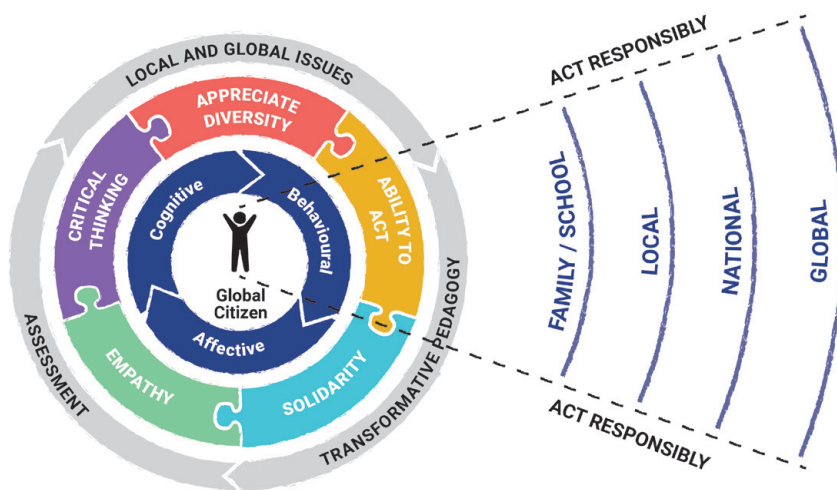 LOCAL AND GLOBAL ISSUES
APPRECIATE
DIVERSITY
CRITICAL
THINKING
ABILITY TO
ACT
Cognitive
Behavioural
Affective
Global
Citizen
EMPATHY
SOLIDARITY
ASSESSMENT
TRANSFORMATIVE PEDAGOGY
ACT RESPONSIBLY
FAMILY / SCHOOL
LOCAL
NATIONAL
GLOBAL
ACT RESPONSIBLY